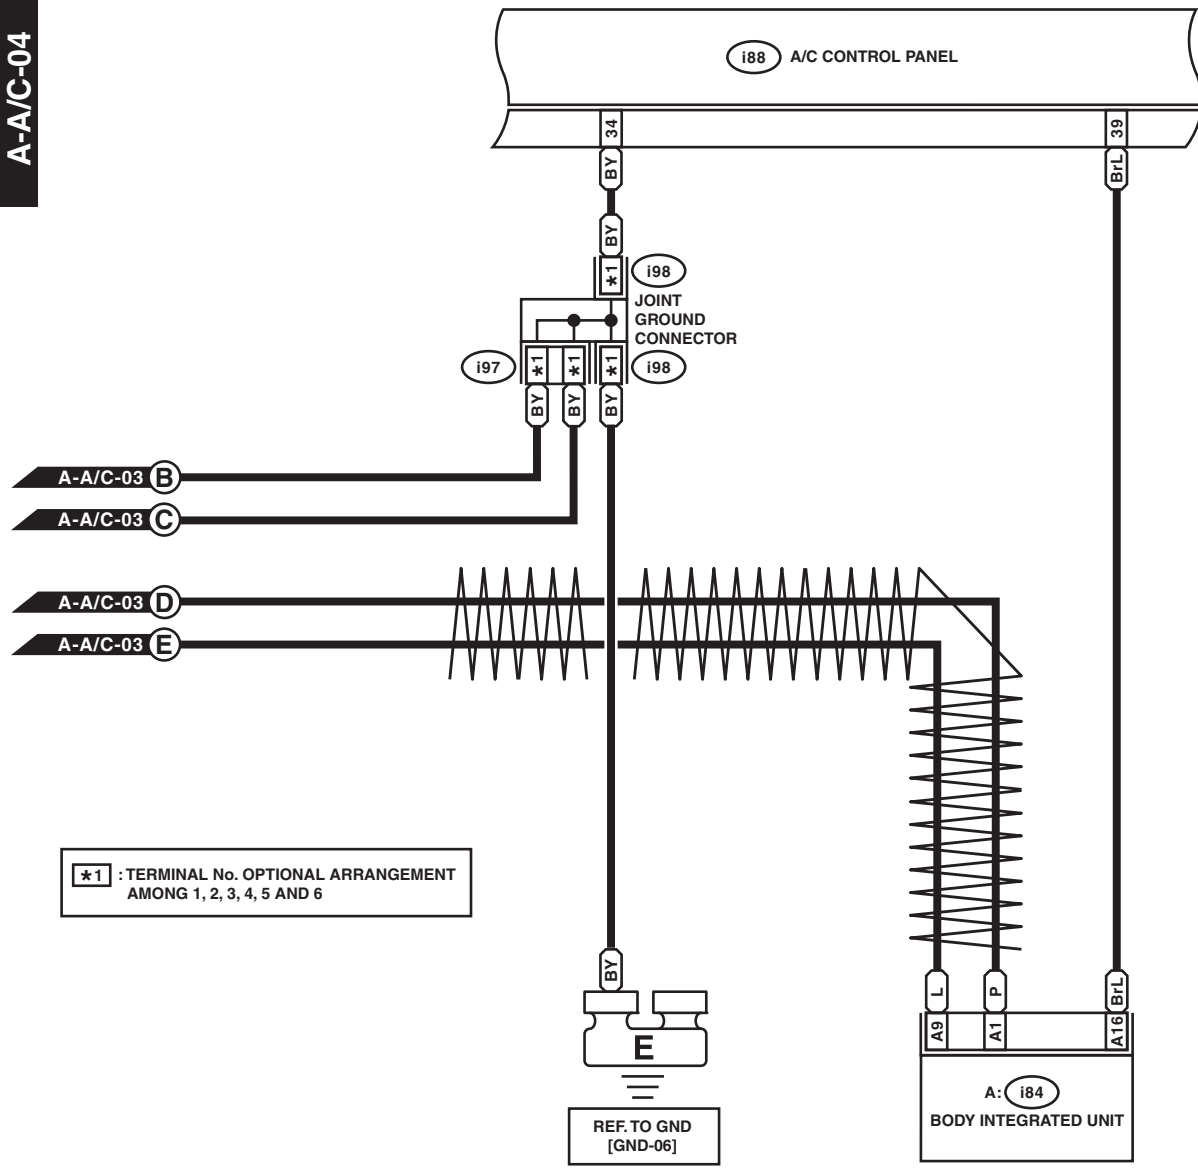 A-A/C-04
i88 A/C CONTROL PANEL
34
39
BY
BrL
BY
*1
i98
JOINT
GROUND
CONNECTOR
i97
*1
*1
*1
i98
BY
BY
BY
A-A/C-03 B
A-A/C-03 C
A-A/C-03 D
A-A/C-03 E
*1 : TERMINAL No. OPTIONAL ARRANGEMENT
AMONG 1, 2, 3, 4, 5 AND 6
BY
L
P
BrL
A9
A1
A16
E
A: i84
BODY INTEGRATED UNIT
REF. TO GND
[GND-06]